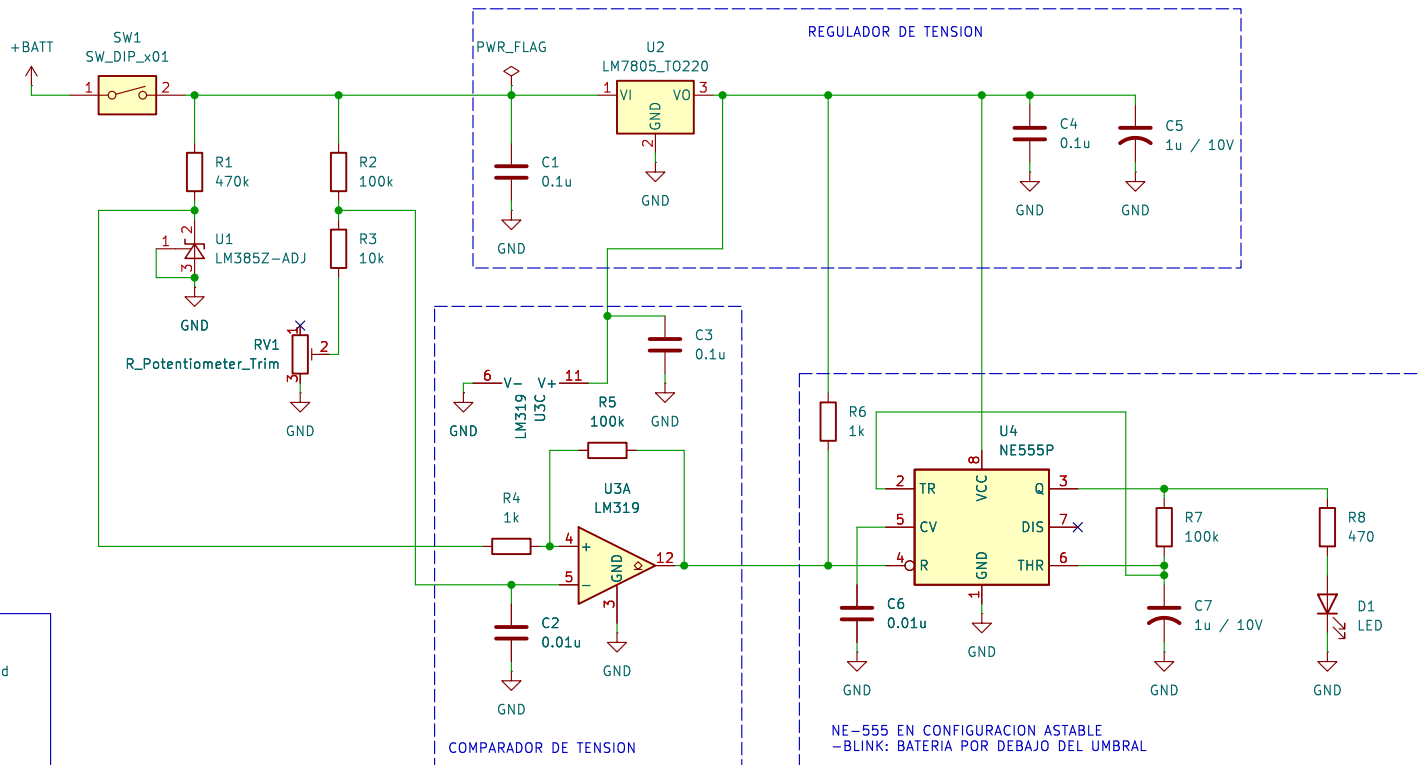 REGULADOR DE TENSION
+BATT
SW1
SW_DIP_x01
1
2
PWR_FLAG
U2
LM7805_TO220
1
VI
VO
3
GND
2
GND
C1
0.1u
GND
C4
0.1u
GND
C5
1u / 10V
GND
R1
470k
R2
100k
1
2
3
U1
LM385Z-ADJ
GND
R3
10k
RV1
R_Potentiometer_Trim
1
2
3
GND
6
V-
V+
11
LM319
U3C
GND
C3
0.1u
GND
R5
100k
R4
1k
U3A
LM319
4
+
5
-
GND
3
12
GND
C2
0.01u
GND
COMPARADOR DE TENSION
R6
1k
U4
NE555P
8
VCC
2
TR
Q
3
5
CV
DIS
7
4
R
THR
6
GND
1
GND
C6
0.01u
GND
R7
100k
R8
470
C7
1u / 10V
GND
D1
LED
GND
NE-555 EN CONFIGURACION ASTABLE
-BLINK: BATERIA POR DEBAJO DEL UMBRAL
d